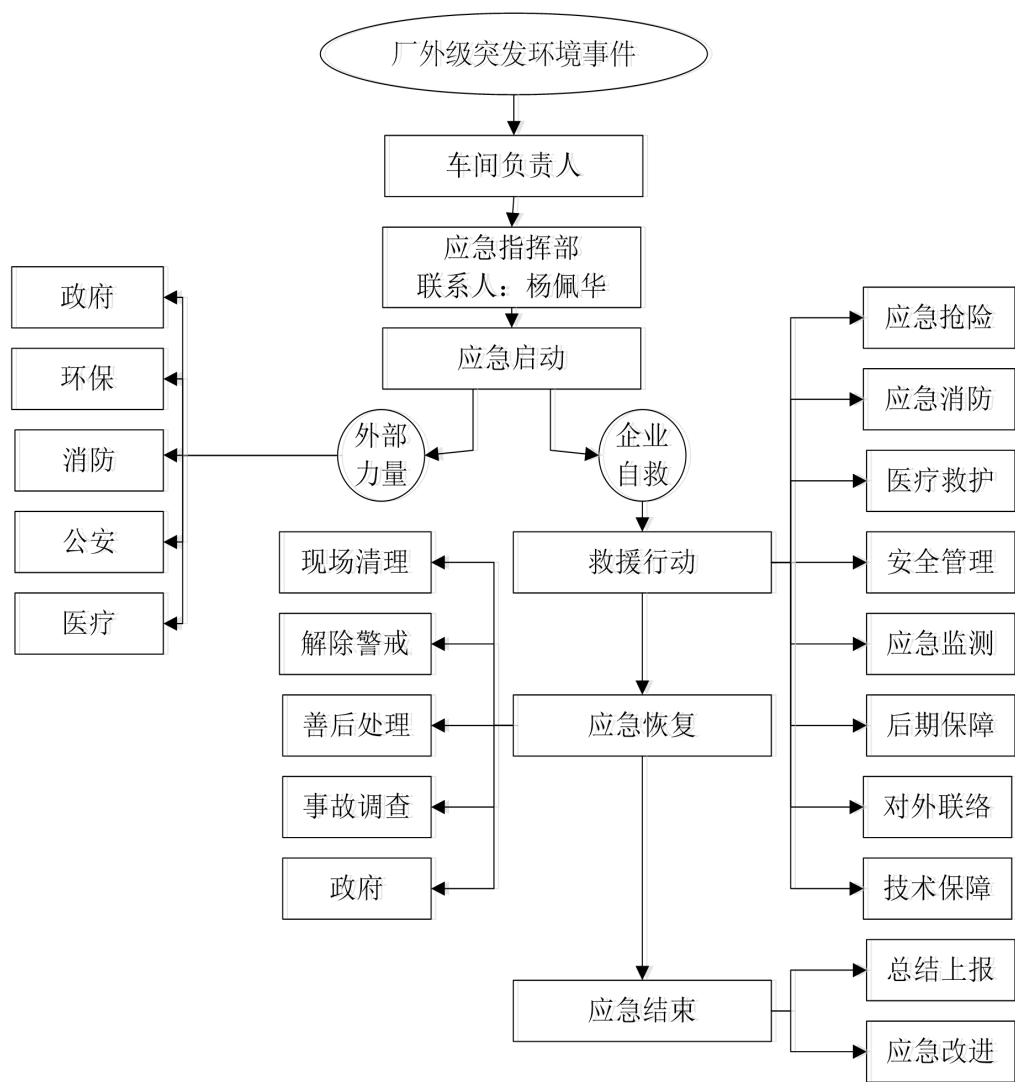 厂外级突发环境事件
车间负责人
应急指挥部
联系人：杨佩华
应急启动
外部
力量
企业
自救
政府
环保
消防
公安
医疗
救援行动
应急抢险
应急消防
医疗救护
安全管理
应急监测
后期保障
对外联络
技术保障
应急恢复
现场清理
解除警戒
善后处理
事故调查
政府
应急结束
总结上报
应急改进